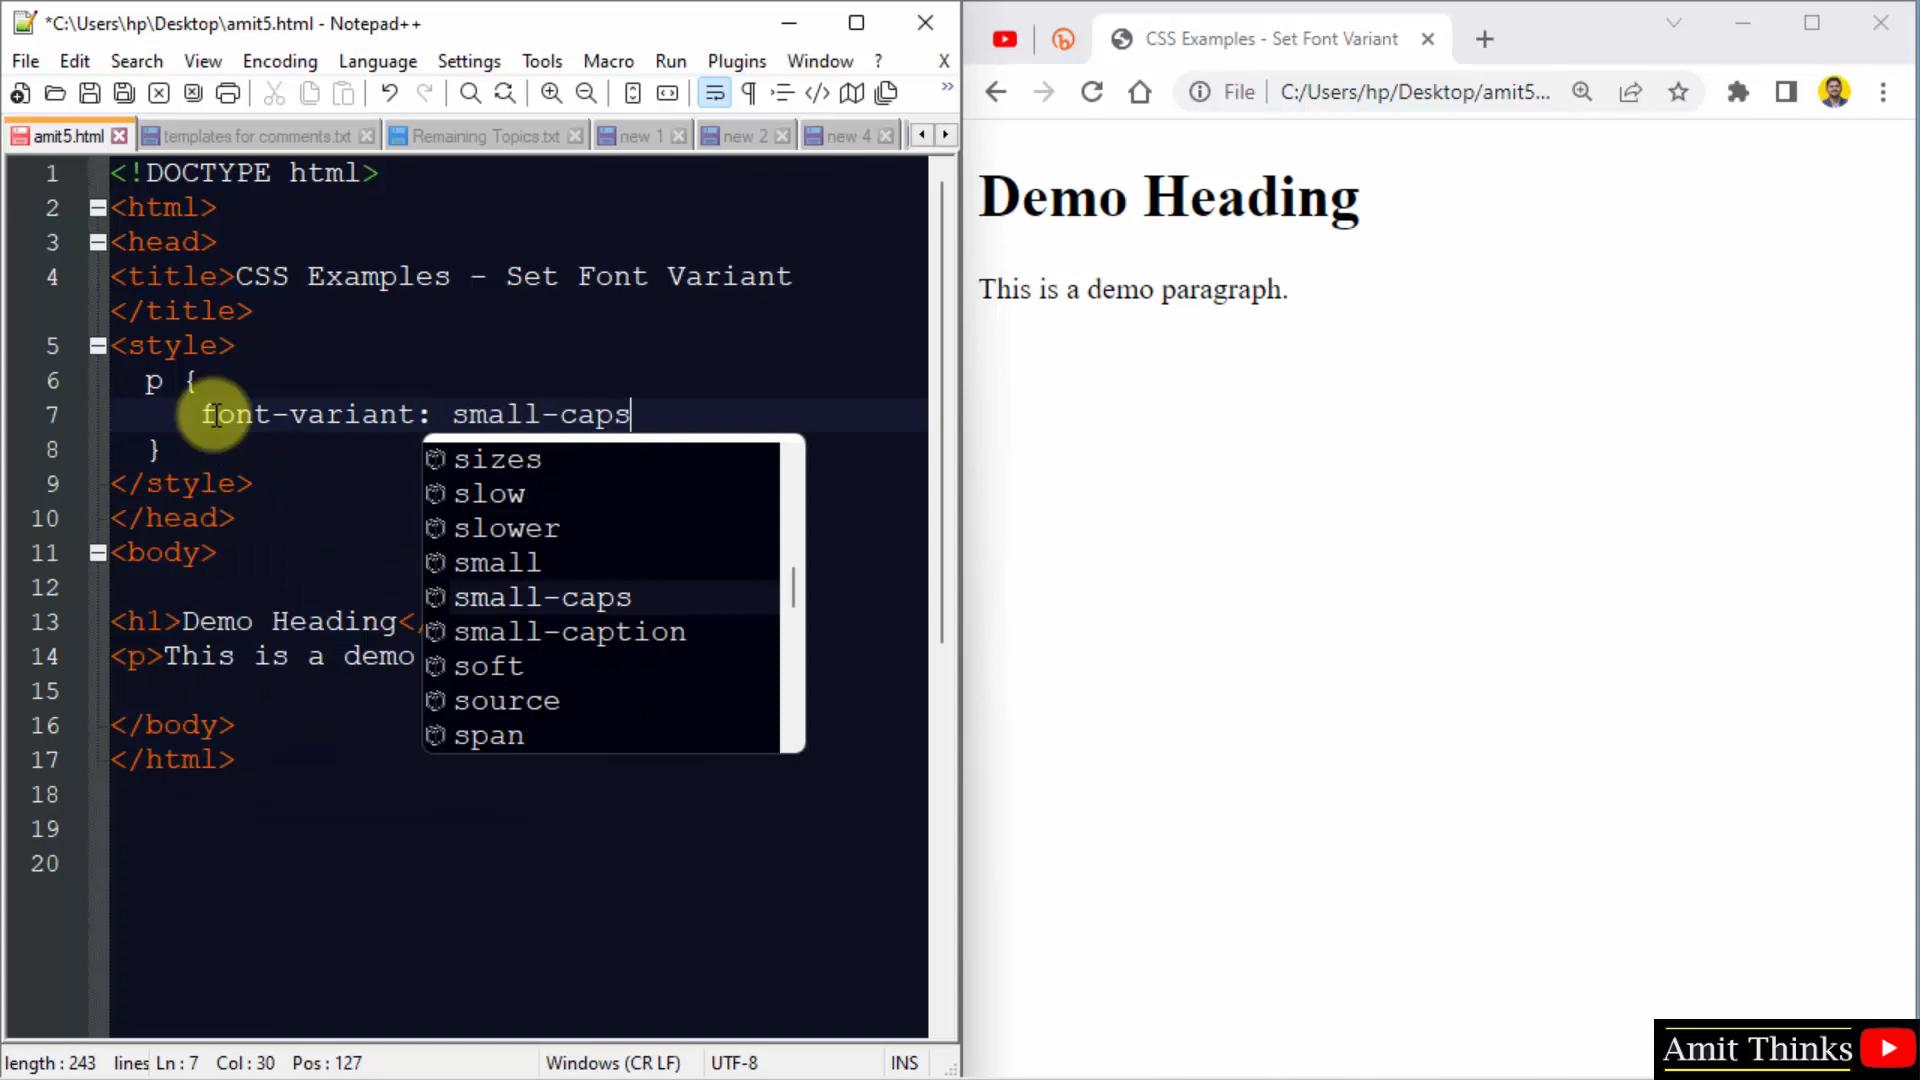 *C:\Users\hp\Desktop\amit5.html - Notepad++
File Edit Search View Encoding Language Settings Tools Macro Run Plugins Window ? X
amit5.html templates for comments.txt Remaining Topics.txt new 1 new 2 new 4
1 <!DOCTYPE html>
2 <html>
3 <head>
4 <title>CSS Examples - Set Font Variant
</title>
5 <style>
6 p {
7 font-variant: small-caps
8 }
9 </style>
10 </head>
11 <body>
12
13 <h1>Demo Heading</
14 <p>This is a demo
15
16 </body>
17 </html>
18
19
20
sizes
slow
slower
small
small-caps
small-caption
soft
source
span
length : 243 lines Ln : 7 Col : 30 Pos : 127 Windows (CR LF) UTF-8 INS
CSS Examples - Set Font Variant
File C:/Users/hp/Desktop/amit5...
Demo Heading
This is a demo paragraph.
Amit Thinks